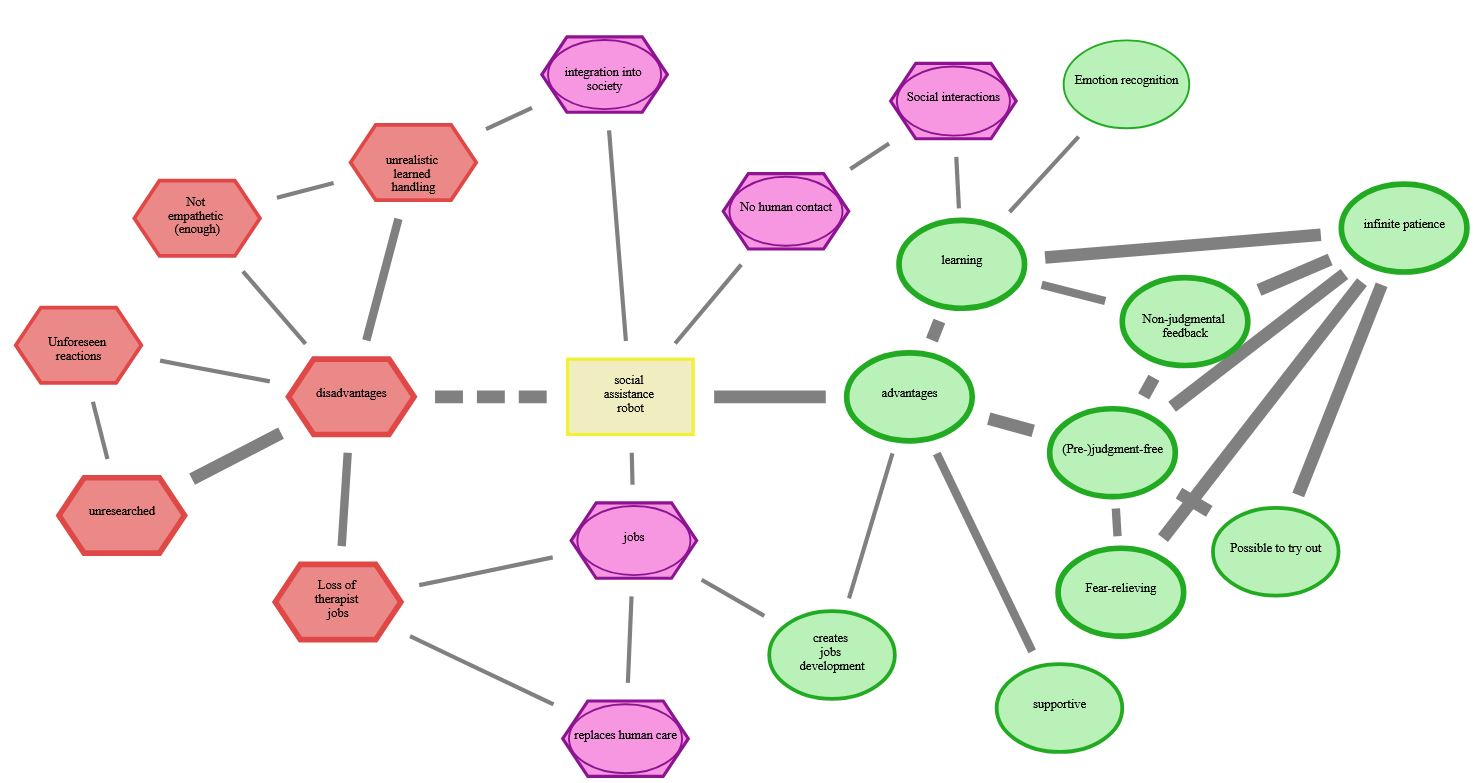 integration into
society
Social interactions
Emotion recognition
unrealistic
learned
handling
Not
empathetic
(enough)
No human contact
infinite patience
learning
Non-judgmental
feedback
Unforeseen
reactions
disadvantages
social
assistance
robot
advantages
(Pre-)judgment-free
unresearched
jobs
Possible to try out
Loss of
therapist
jobs
Fear-relieving
creates
jobs
development
supportive
replaces human care